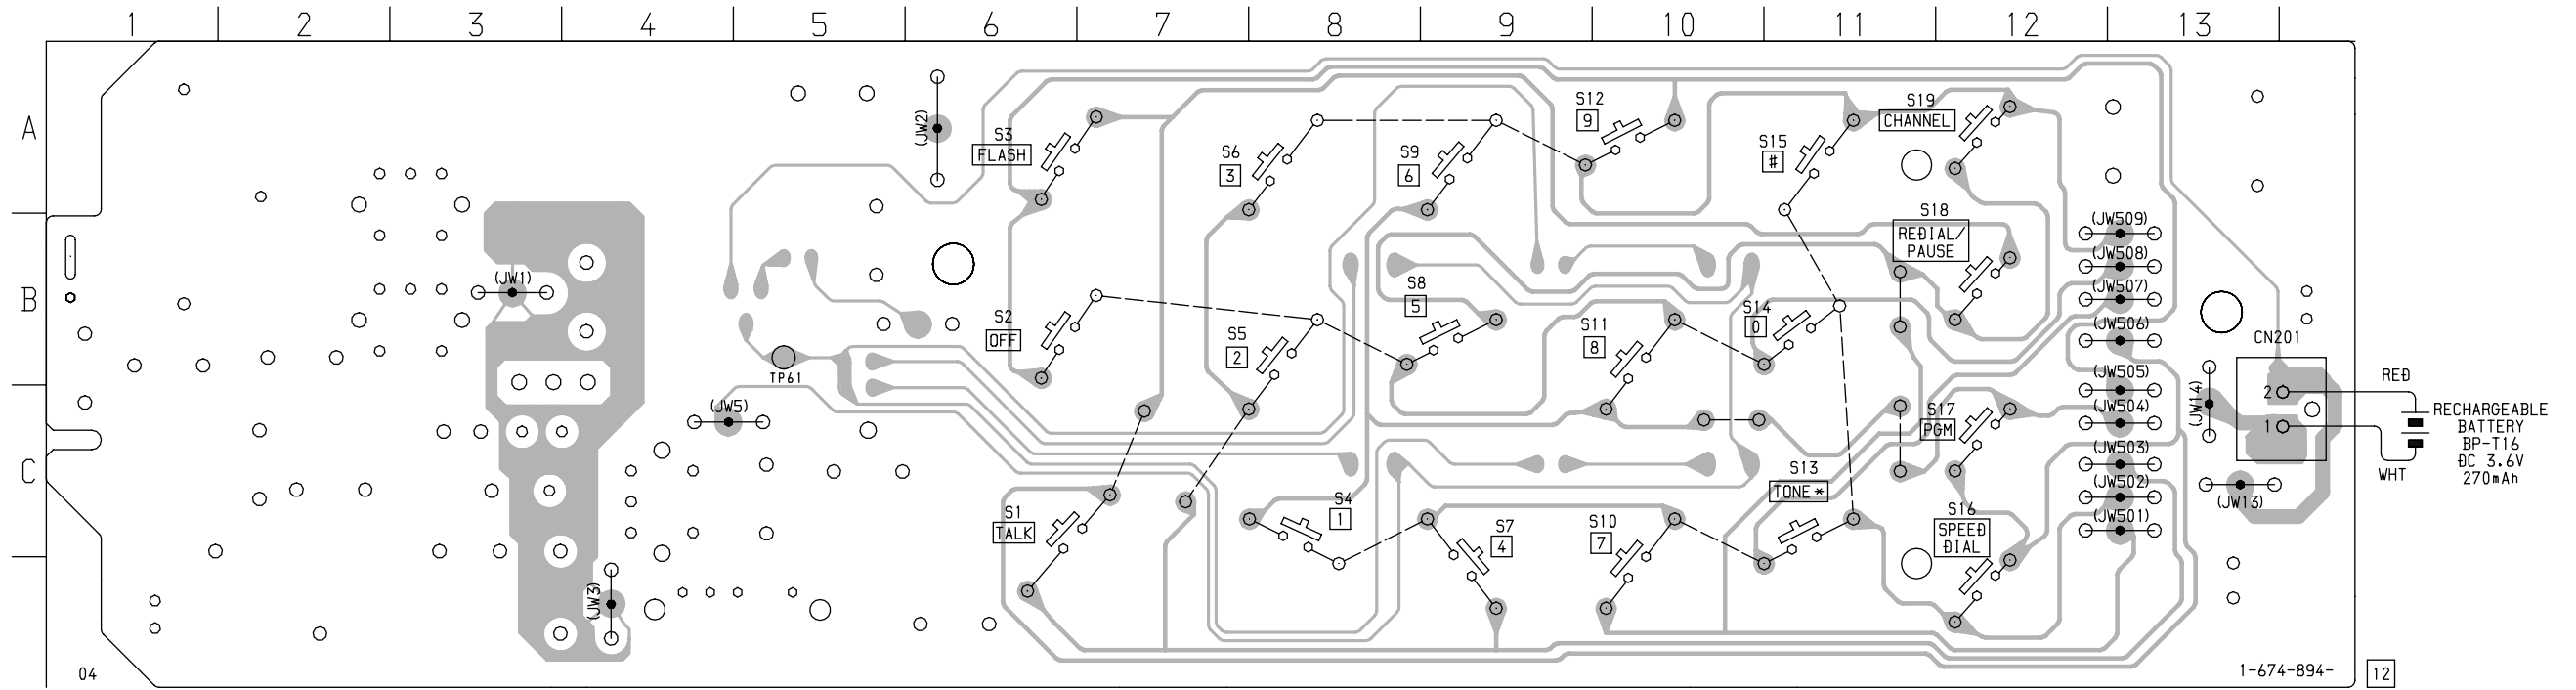 1 2 3 4 5 6 7 8 9 10 11 12 13
A
B
C
(JW2)
S3
FLASH
S6
3
S9
6
S12
9
S15
#
S19
CHANNEL
S18
REDIAL/
PAUSE
(JW509)
(JW508)
(JW507)
(JW506)
(JW505)
(JW504)
(JW503)
(JW502)
(JW501)
(JW1)
S2
OFF
S5
2
S8
5
S11
8
S14
0
TP61
(JW5)
CN201
2
1
(JW14)
(JW13)
RED
WHT
RECHARGEABLE
BATTERY
BP-T16
DC 3.6V
270mAh
S17
PGM
S1
TALK
S4
1
S7
4
S10
7
S13
TONE*
S16
SPEED
DIAL
(JW3)
04
1-674-894-
12